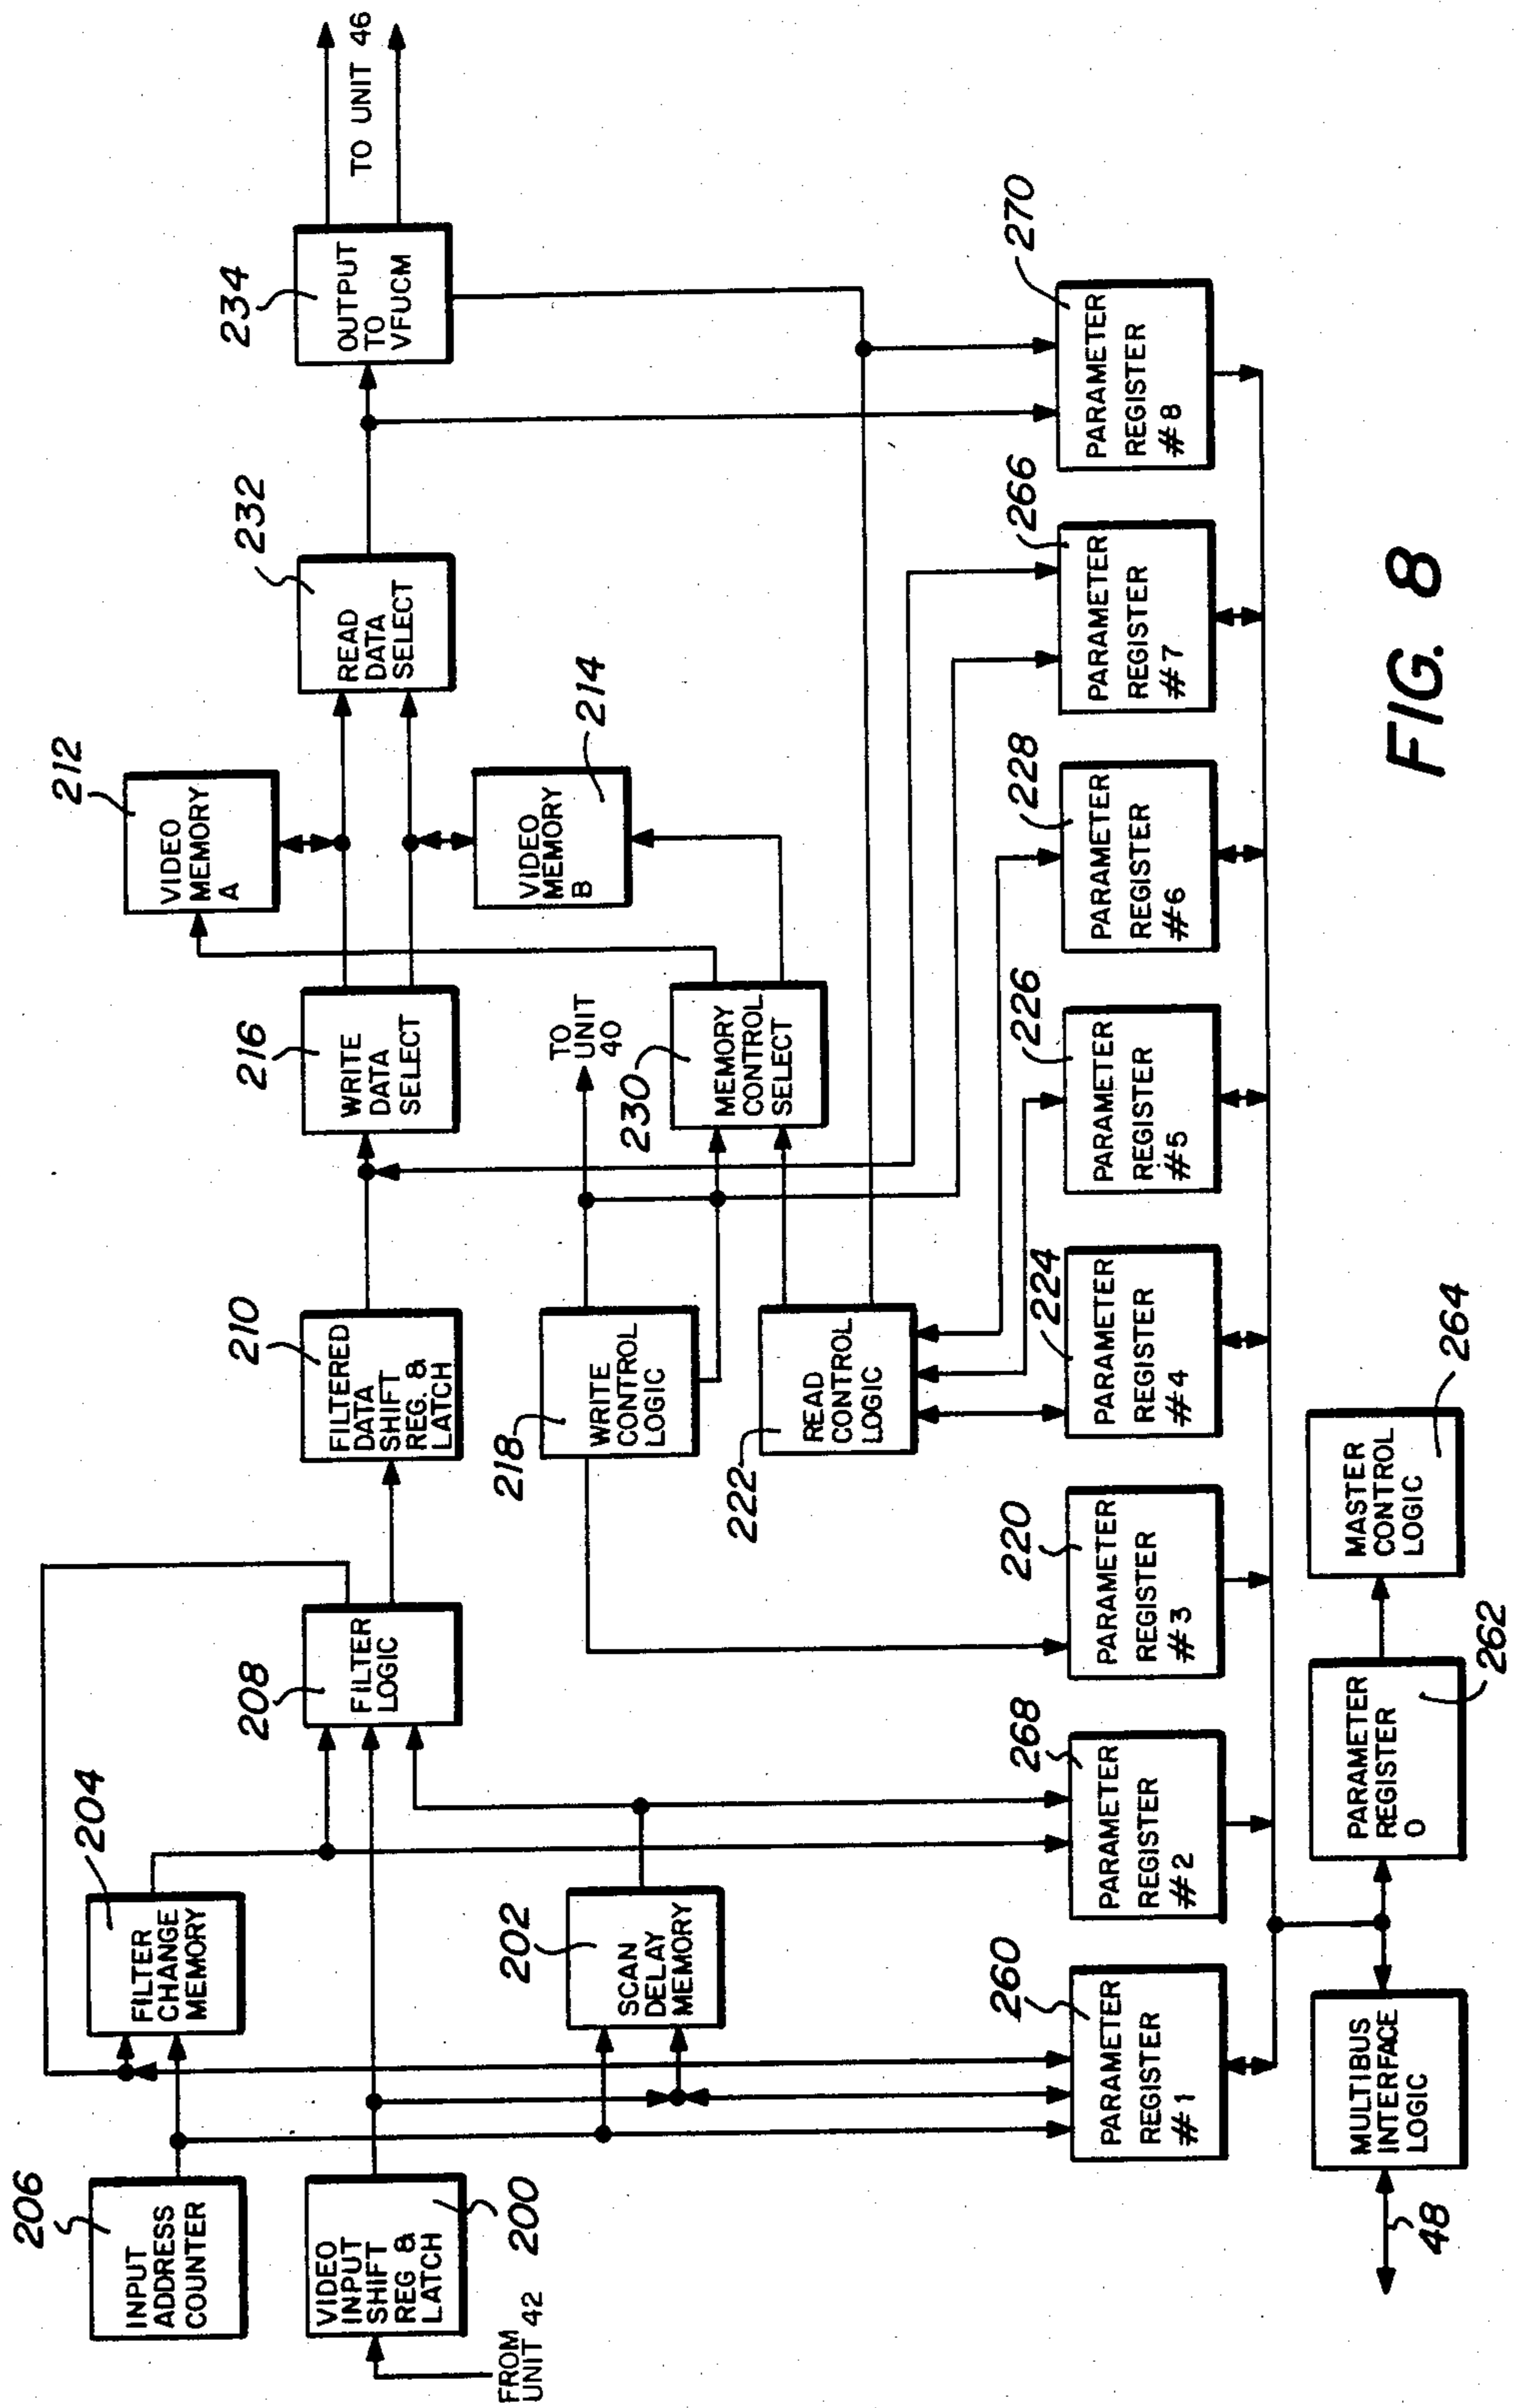 206
INPUT
ADDRESS
COUNTER
204
FILTER
CHANGE
MEMORY
212
VIDEO
MEMORY
A
FROM
UNIT 42
VIDEO
INPUT
SHIFT
REG &
LATCH
200
208
FILTER
LOGIC
210
FILTERED
DATA
SHIFT
REG. &
LATCH
216
WRITE
DATA
SELECT
232
READ
DATA
SELECT
234
OUTPUT
TO
VFUCM
TO UNIT 46
202
SCAN
DELAY
MEMORY
218
WRITE
CONTROL
LOGIC
TO
UNIT
40
VIDEO
MEMORY
B
214
230
MEMORY
CONTROL
SELECT
222
READ
CONTROL
LOGIC
260
PARAMETER
REGISTER
#1
268
PARAMETER
REGISTER
#2
220
PARAMETER
REGISTER
#3
224
PARAMETER
REGISTER
#4
226
PARAMETER
REGISTER
#5
228
PARAMETER
REGISTER
#6
266
PARAMETER
REGISTER
#7
270
PARAMETER
REGISTER
#8
48
MULTIBUS
INTERFACE
LOGIC
PARAMETER
REGISTER
0
262
MASTER
CONTROL
LOGIC
264
FIG. 8